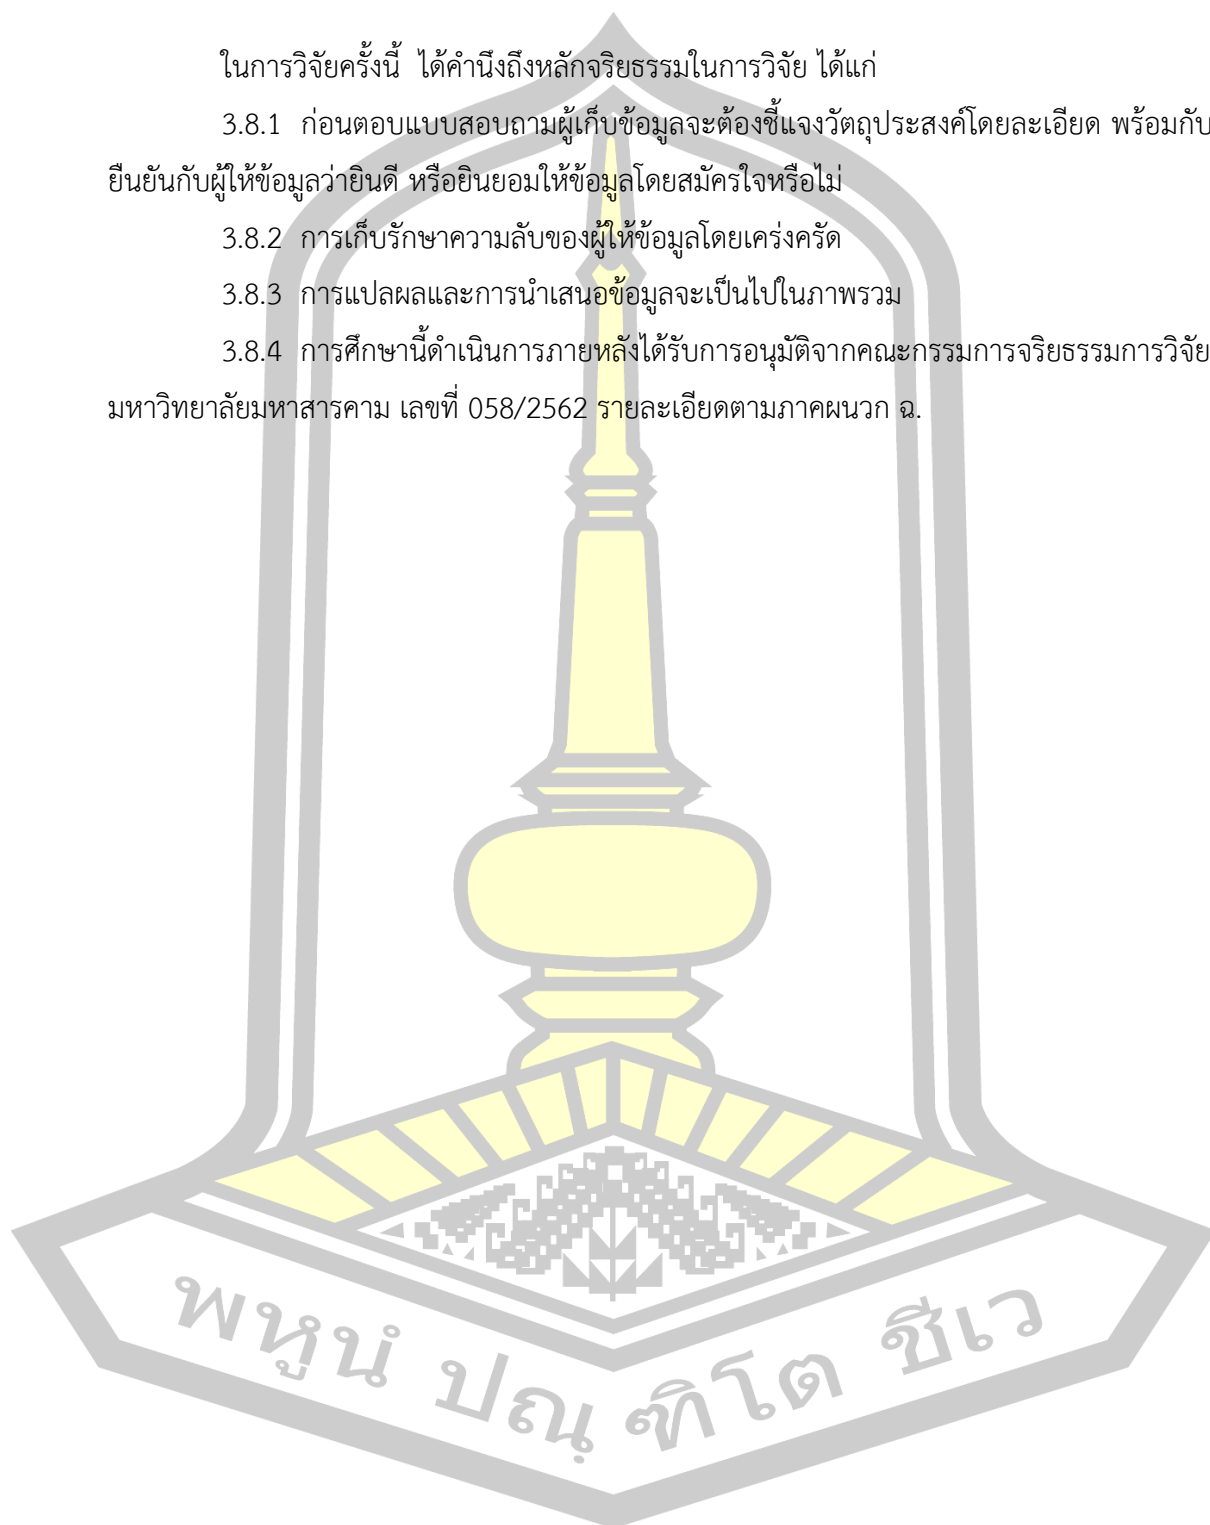 ในการวิจัยครั้งนี้ ได้คำนึงถึงหลักจริยธรรมในการวิจัย ได้แก่
3.8.1 ก่อนตอบแบบสอบถามผู้เก็บข้อมูลจะต้องชี้แจงวัตถุประสงค์โดยละเอียด พร้อมกับ
ยืนยันกับผู้ให้ข้อมูลว่ายินดี หรือยินยอมให้ข้อมูลโดยสมัครใจหรือไม่
3.8.2 การเก็บรักษาความลับของผู้ให้ข้อมูลโดยเคร่งครัด
3.8.3 การแปลผลและการนำเสนอข้อมูลจะเป็นไปในภาพรวม
3.8.4 การศึกษานี้ดำเนินการภายหลังได้รับการอนุมัติจากคณะกรรมการจริยธรรมการวิจัย
มหาวิทยาลัยมหาสารคาม เลขที่ 058/2562 รายละเอียดตามภาคผนวก ฉ.
พหูนํ ปณฺ ฑิโต ชีเว